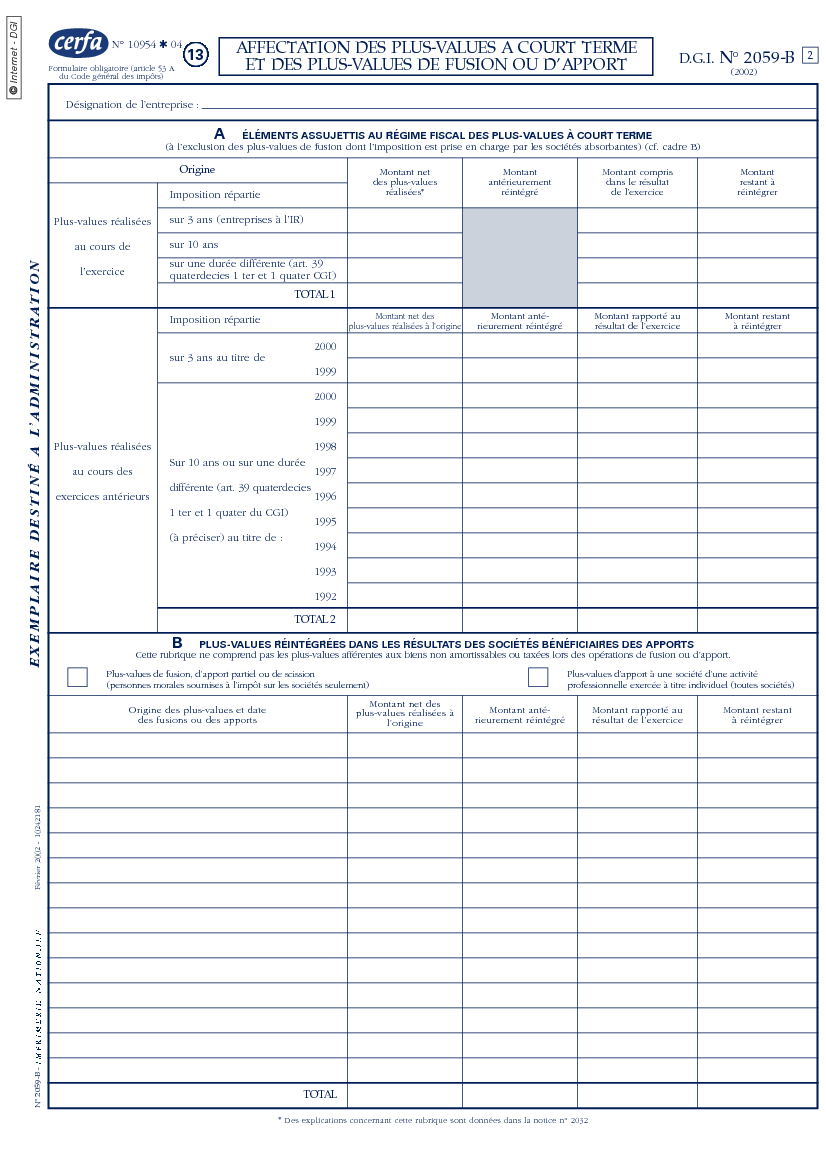 © Internet - DGI
cerfa
N° 10954 ✱ 04
13
Formulaire obligatoire (article 53 A
du Code général des impôts)
AFFECTATION DES PLUS-VALUES A COURT TERME
ET DES PLUS-VALUES DE FUSION OU D'APPORT
D.G.I. N° 2059-B
2
(2002)
Désignation de l'entreprise :
A ÉLÉMENTS ASSUJETTIS AU RÉGIME FISCAL DES PLUS-VALUES À COURT TERME
(à l'exclusion des plus-values de fusion dont l'imposition est prise en charge par les sociétés absorbantes) (cf. cadre B)
Origine
Montant net
des plus-values
réalisées*
Montant
antérieurement
réintégré
Montant compris
dans le résultat
de l'exercice
Montant
restant à
réintégrer
Plus-values réalisées
au cours de
l'exercice
Imposition répartie
sur 3 ans (entreprises à l'IR)
sur 10 ans
sur une durée différente (art. 39
quaterdecies 1 ter et 1 quater CGI)
TOTAL 1
Plus-values réalisées
au cours des
exercices antérieurs
Imposition répartie
Montant net des
plus-values réalisées à l'origine
Montant anté-
rieurement réintégré
Montant rapporté au
résultat de l'exercice
Montant restant
à réintégrer
sur 3 ans au titre de
2000
1999
Sur 10 ans ou sur une durée
différente (art. 39 quaterdecies
1 ter et 1 quater du CGI)
(à préciser) au titre de :
2000
1999
1998
1997
1996
1995
1994
1993
1992
TOTAL 2
B PLUS-VALUES RÉINTÉGRÉES DANS LES RÉSULTATS DES SOCIÉTÉS BÉNÉFICIAIRES DES APPORTS
Cette rubrique ne comprend pas les plus-values afférentes aux biens non amortissables ou taxées lors des opérations de fusion ou d'apport.
Plus-values de fusion, d'apport partiel ou de scission
(personnes morales soumises à l'impôt sur les sociétés seulement)
Plus-values d'apport à une société d'une activité
professionnelle exercée à titre individuel (toutes sociétés)
Origine des plus-values et date
des fusions ou des apports
Montant net des
plus-values réalisées à
l'origine
Montant anté-
rieurement réintégré
Montant rapporté au
résultat de l'exercice
Montant restant
à réintégrer
TOTAL
* Des explications concernant cette rubrique sont données dans la notice n° 2032
EXEMPLAIRE DESTINÉ A L'ADMINISTRATION
N° 2059-B - IMPRIMERIE NATIONALE
Février 2002 - 10242181